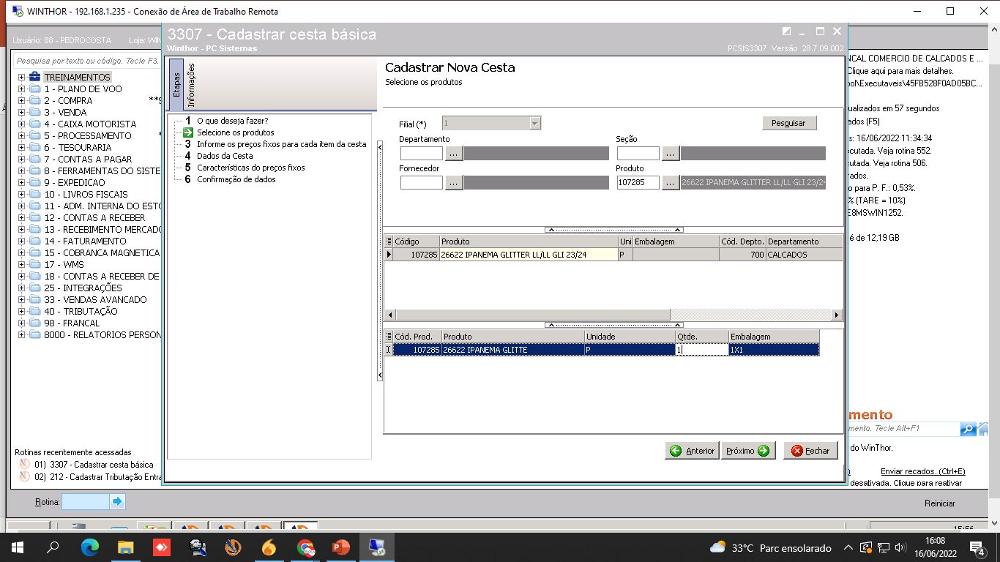 WINTHOR - 192.168.1.235 - Conexão de Área de Trabalho Remota
Usuário: 88 - PEDROCOSTA Loja: WIN
Pesquisa por texto ou código. Tecle F3.
TREINAMENTOS
1 - PLANO DE VOO
2 - COMPRA
3 - VENDA
4 - CAIXA MOTORISTA
5 - PROCESSAMENTO
6 - TESOURARIA
7 - CONTAS A PAGAR
8 - FERRAMENTAS DO SISTE
9 - EXPEDICAO
10 - LIVROS FISCAIS
11 - ADM. INTERNA DO ESTO
12 - CONTAS A RECEBER
13 - RECEBIMENTO MERCADO
14 - FATURAMENTO
15 - COBRANCA MAGNETICA
17 - WMS
18 - CONTAS A RECEBER DE
25 - INTEGRAÇÕES
33 - VENDAS AVANCADO
40 - TRIBUTAÇÃO
98 - FRANCAL
8000 - RELATORIOS PERSON
Rotinas recentemente acessadas
01) 3307 - Cadastrar cesta básica
02) 212 - Cadastrar Tributação Entra
Rotina:
3307 - Cadastrar cesta básica
Winthor - PC Sistemas
PCSIS3307 Versão 28.7.09.002
Etapas
Informações
1 O que deseja fazer?
Selecione os produtos
3 Informe os preços fixos para cada item da cesta
4 Dados da Cesta
5 Características do preços fixos
6 Confirmação de dados
Cadastrar Nova Cesta
Selecione os produtos
Filial (*) 1 Pesquisar
Departamento Seção
... ...
Fornecedor Produto
... 107285 ... 26622 IPANEMA GLITTER LL/LL GLI 23/24
Código Produto Uni Embalagem Cód. Depto. Departamento
107285 26622 IPANEMA GLITTER LL/LL GLI 23/24 P 700 CALCADOS
Cód. Prod. Produto Unidade Qtde. Embalagem
107285 26622 IPANEMA GLITTE P 1 1X1
Anterior Próximo Fechar
NCAL COMERCIO DE CALCADOS E ...
Clique aqui para mais detalhes.
ool\Executaveis\45FB528F0AD05BC...
ualizados em 57 segundos
ados (F5)
s: 16/06/2022 11:34:34
ecutada. Veja rotina 552.
utada. Veja rotina 506.
rados.
o para P. F.: 0,53%.
% (TARE = 10%)
E8MSWIN1252.
é de 12,19 GB
mento
mento. Tecle Alt+F1
do WinThor.
Enviar recados. (Ctrl+E)
desativada. Clique para reativar
Reiniciar
15:56
33°C Parc ensolarado
16:08
16/06/2022
4